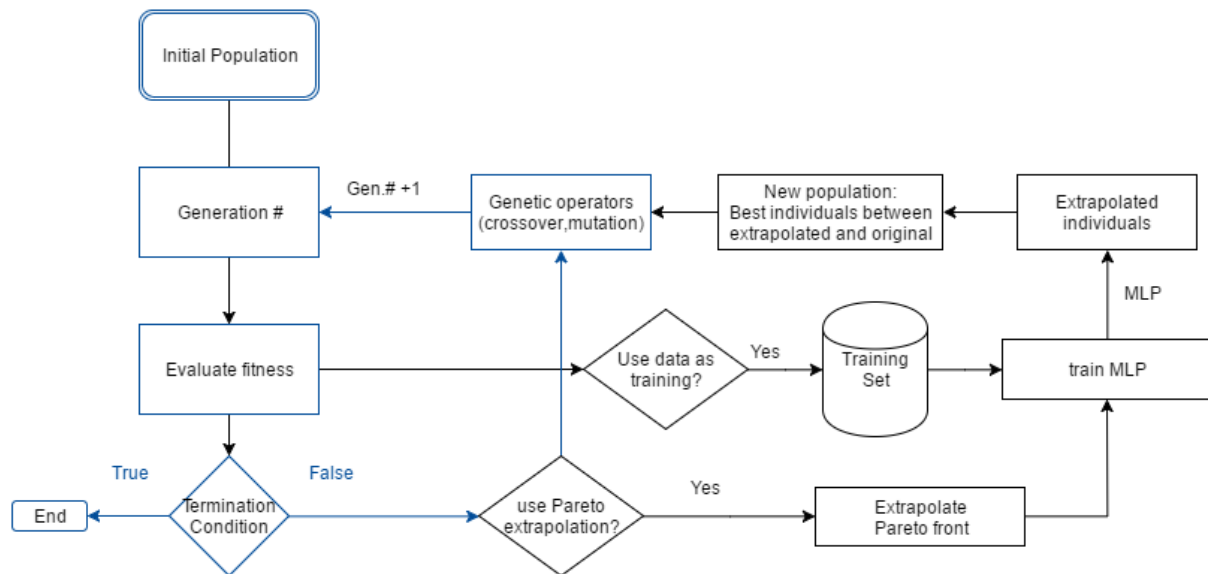 Initial Population
Generation #
Gen.# +1
Genetic operators
(crossover,mutation)
New population:
Best individuals between
extrapolated and original
Extrapolated
individuals
MLP
Evaluate fitness
Use data as
training?
Yes
Training
Set
train MLP
True
False
End
Termination
Condition
use Pareto
extrapolation?
Yes
Extrapolate
Pareto front